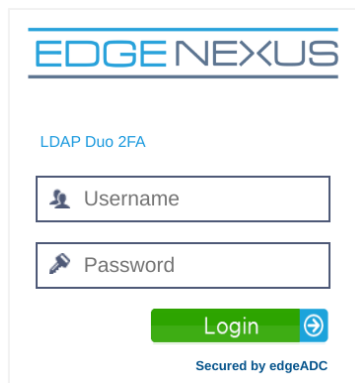 EDGENEXUS
LDAP Duo 2FA
Username
Password
Login
Secured by edgeADC